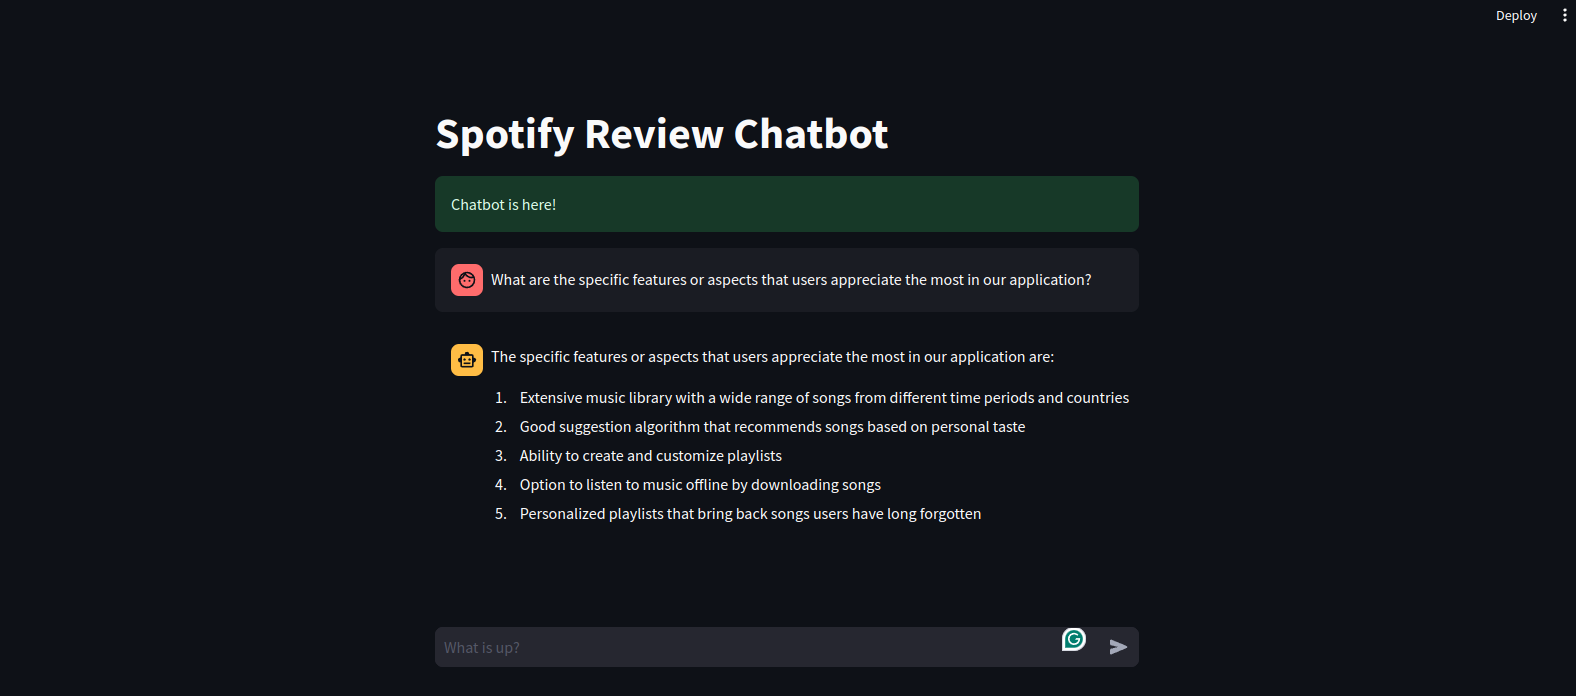 Deploy
Spotify Review Chatbot
Chatbot is here!
What are the specific features or aspects that users appreciate the most in our application?
The specific features or aspects that users appreciate the most in our application are:
1. Extensive music library with a wide range of songs from different time periods and countries
2. Good suggestion algorithm that recommends songs based on personal taste
3. Ability to create and customize playlists
4. Option to listen to music offline by downloading songs
5. Personalized playlists that bring back songs users have long forgotten
What is up?